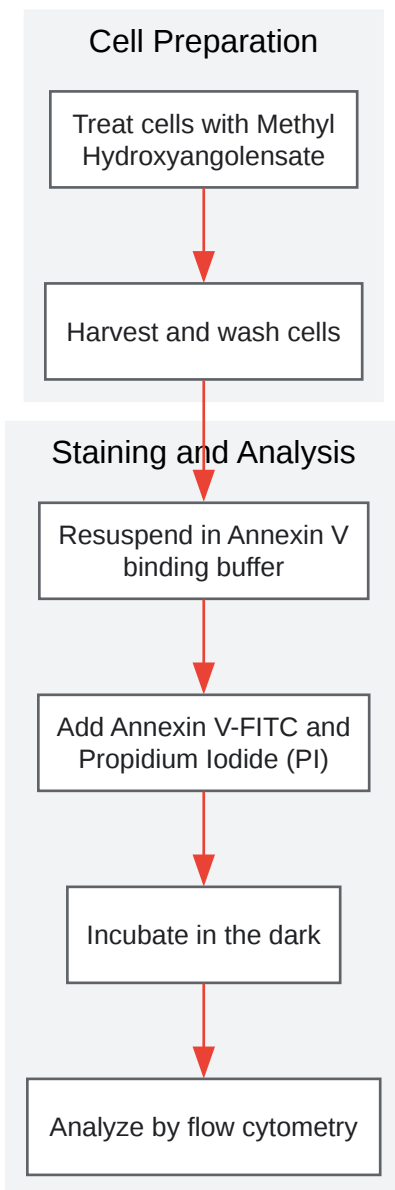 Cell Preparation
Treat cells with Methyl
Hydroxyangolensate
Harvest and wash cells
Staining and Analysis
Resuspend in Annexin V
binding buffer
Add Annexin V-FITC and
Propidium Iodide (PI)
Incubate in the dark
Analyze by flow cytometry